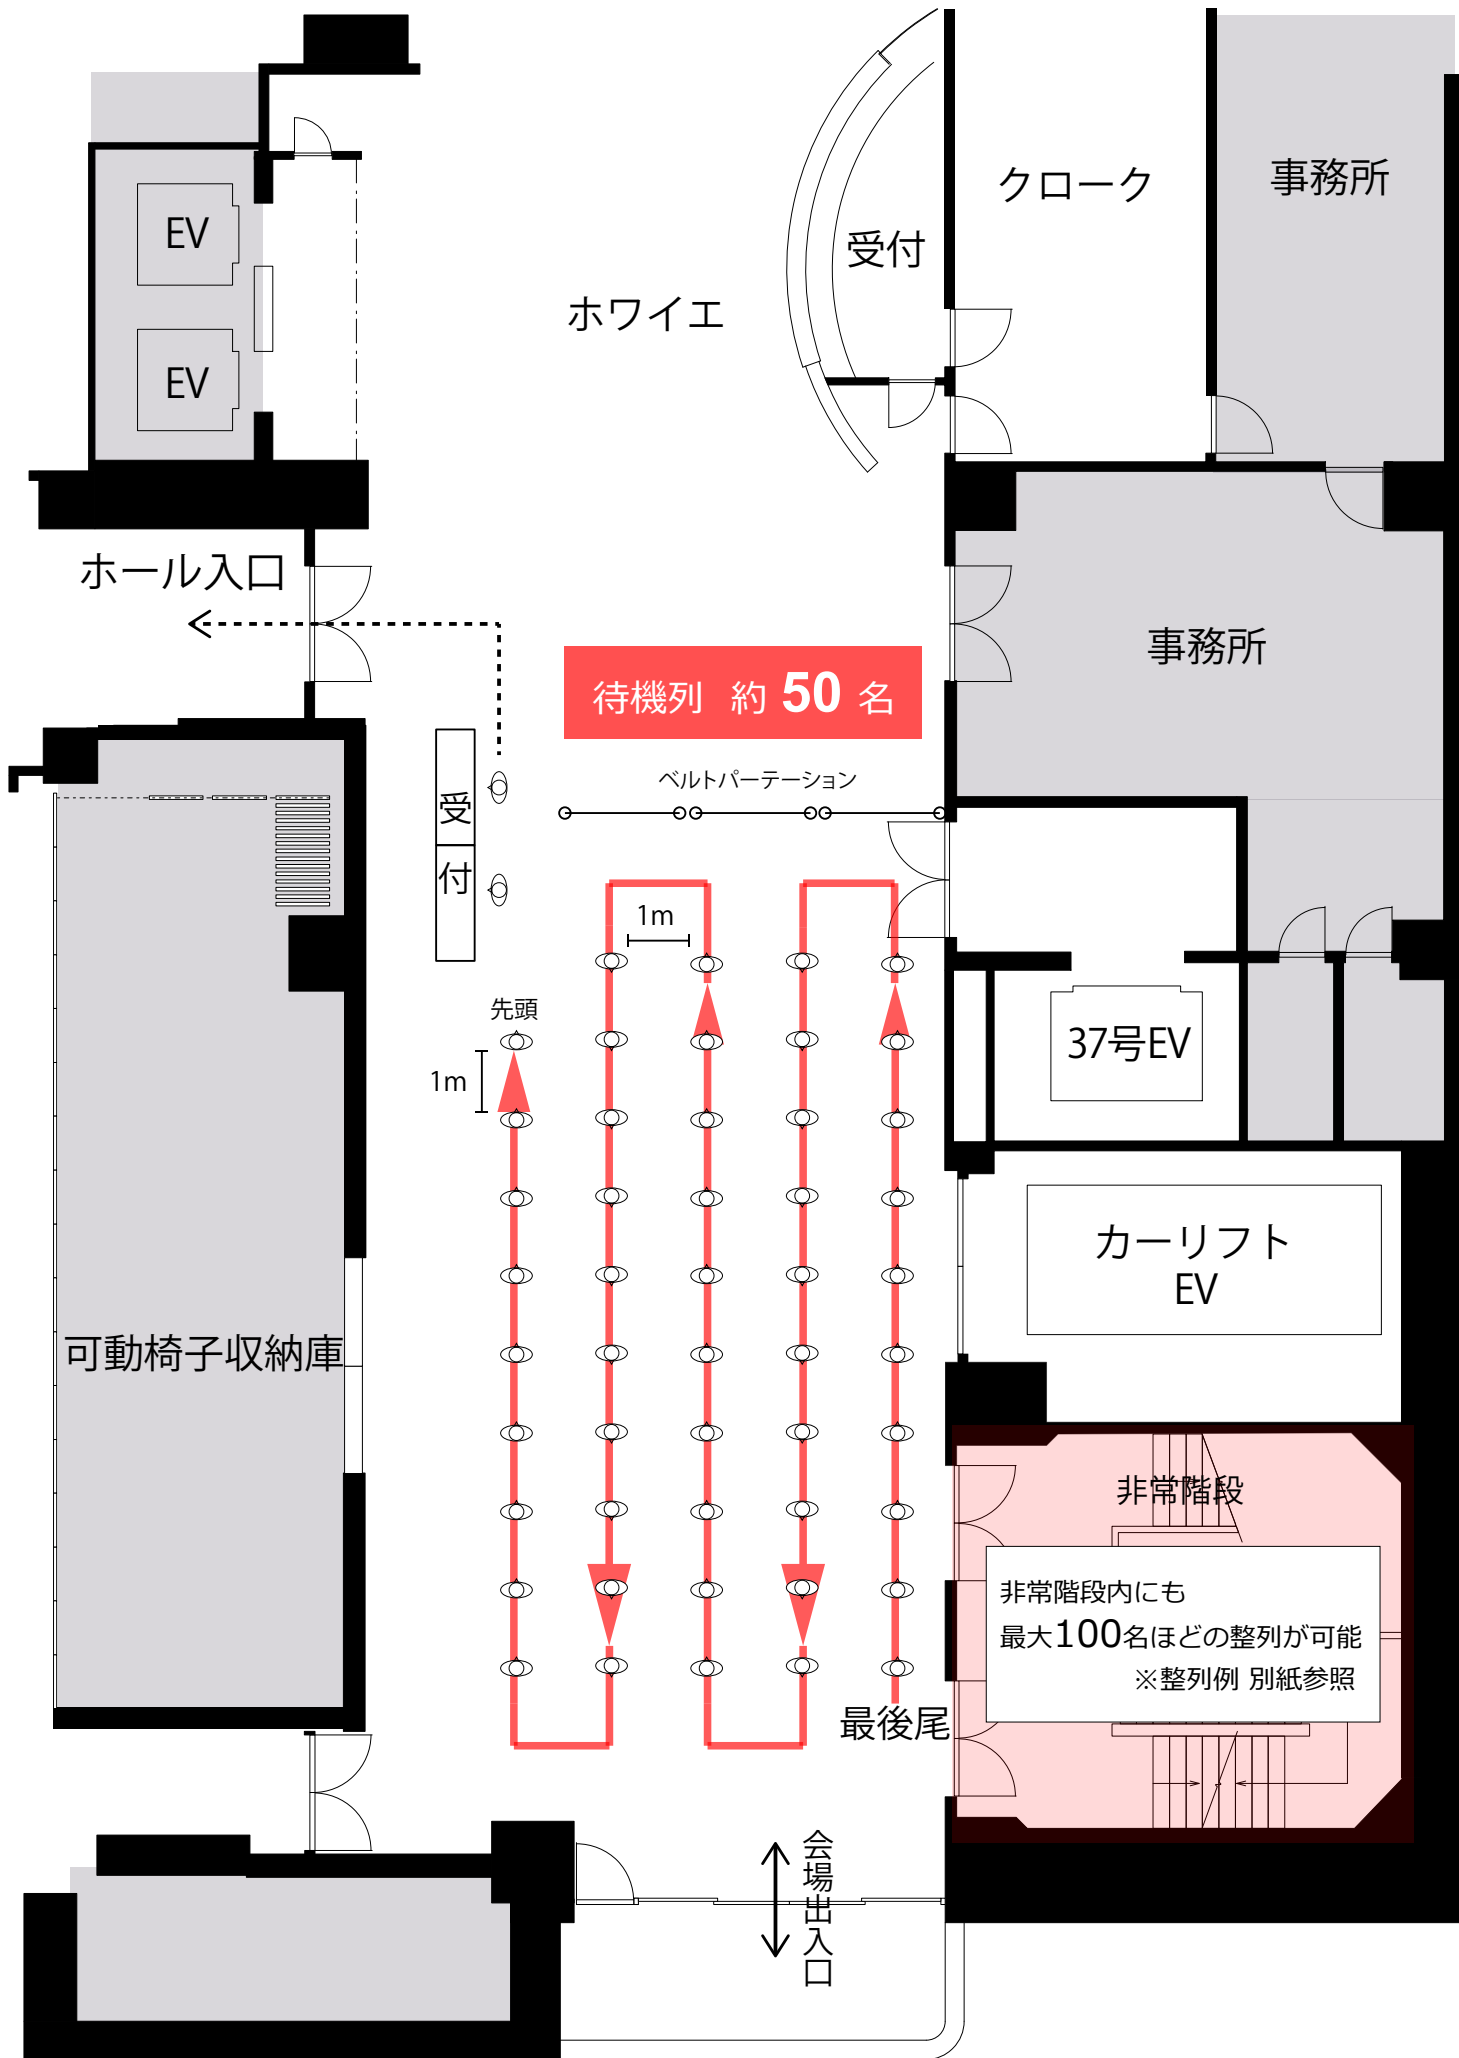 クローク
事務所
EV
受付
ホワイエ
EV
ホール入口
事務所
待機列 約 50 名
ベルトパーテーション
受付
1m
先頭
1m
37号EV
カーリフト
EV
可動椅子収納庫
非常階段
非常階段内にも
最大100名ほどの整列が可能
※整列例 別紙参照
最後尾
会場出入口